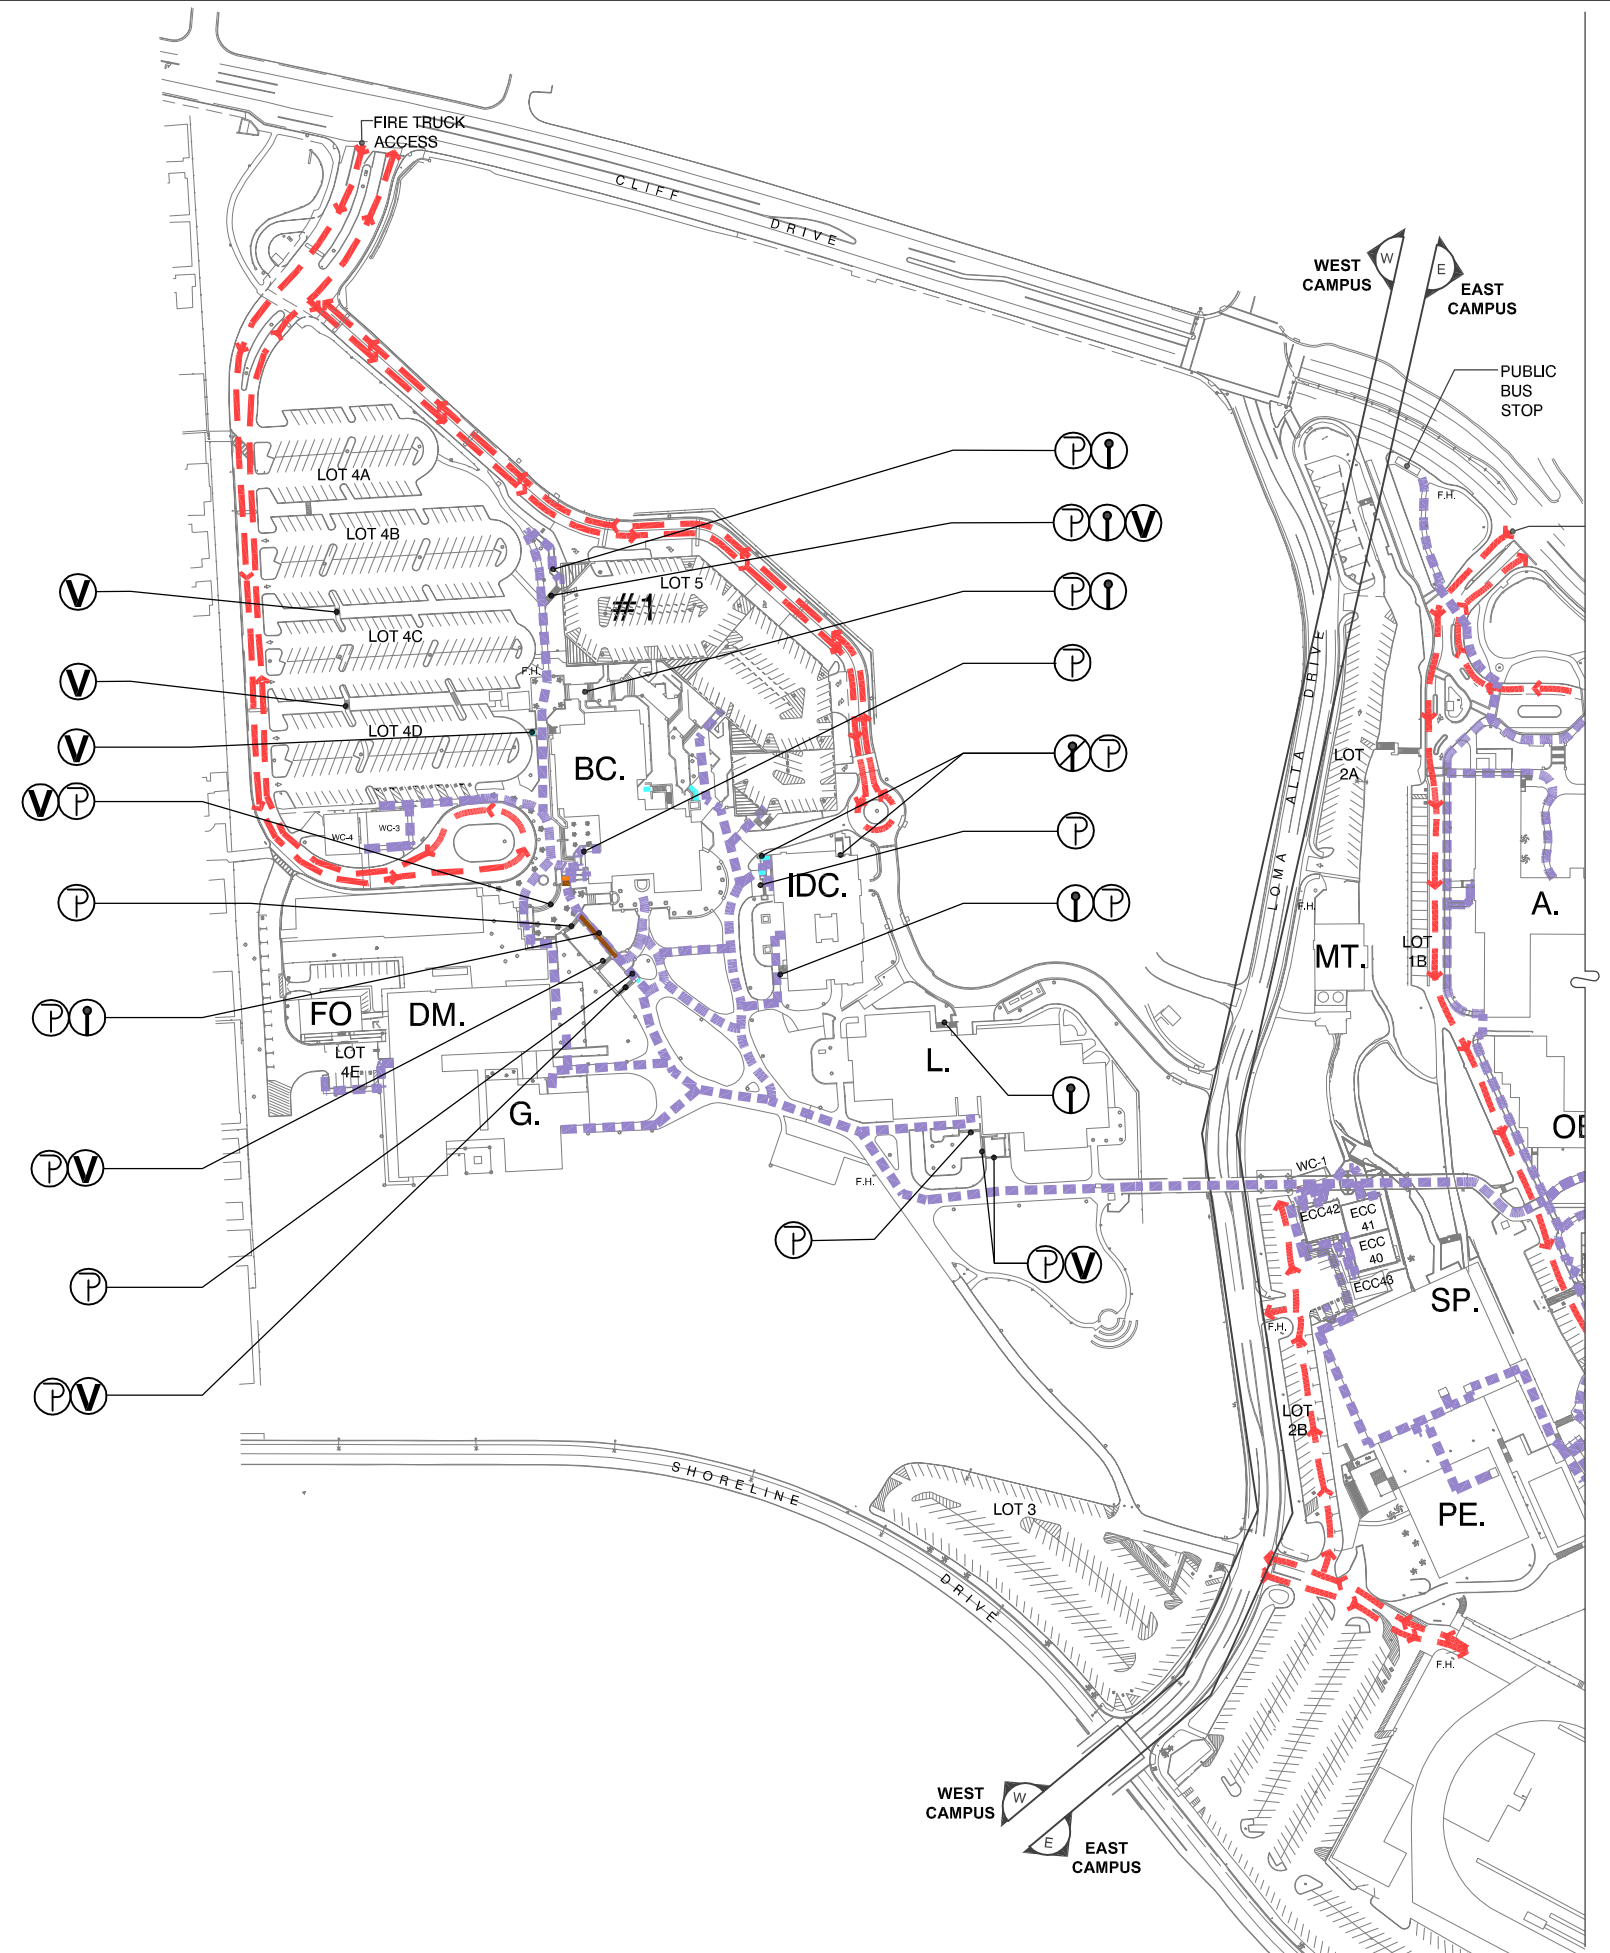 FIRE TRUCK
ACCESS
CLIFF
DRIVE
W
E
WEST
CAMPUS
EAST
CAMPUS
PUBLIC
BUS
STOP
F.H.
LOT 4A
LOT 4B
LOT 5
#1
V
LOT 4C
F.H.
V
LOT 4D
V
BC.
LOMA ALTA DRIVE
LOT
2A
V P
WC-4
WC-3
P
P
P
P V
P
P
P
IDC.
P
A.
F.H.
MT.
LOT
1B
P
P
FO
DM.
LOT
4E
L.
G.
OE
P V
F.H.
WC-1
ECC42
ECC
41
ECC
40
ECC43
P
P V
P
SP.
F.H.
P V
LOT
2B
SHORELINE
DRIVE
LOT 3
PE.
F.H.
WEST
CAMPUS
W
E
EAST
CAMPUS